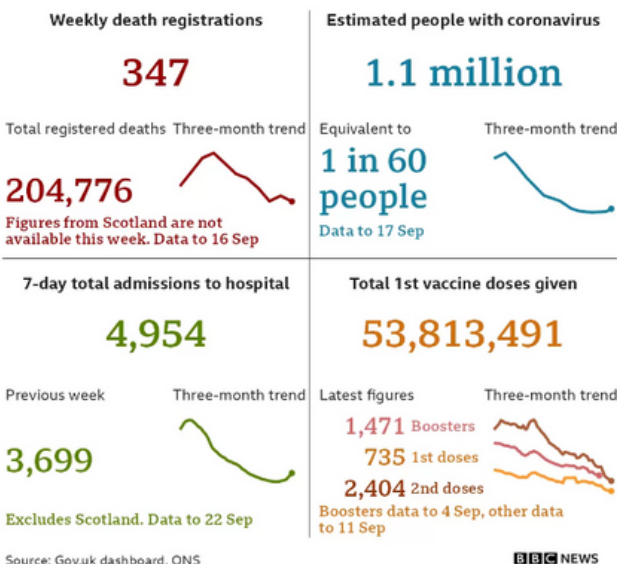 Weekly death registrations
347
Total registered deaths Three-month trend
204,776
Figures from Scotland are not
available this week. Data to 16 Sep
Estimated people with coronavirus
1.1 million
Equivalent to Three-month trend
1 in 60
people
Data to 17 Sep
7-day total admissions to hospital
4,954
Previous week Three-month trend
3,699
Excludes Scotland. Data to 22 Sep
Total 1st vaccine doses given
53,813,491
Latest figures Three-month trend
1,471 Boosters
735 1st doses
2,404 2nd doses
Boosters data to 4 Sep, other data
to 11 Sep
Source: Gov.uk dashboard, ONS
BBC NEWS